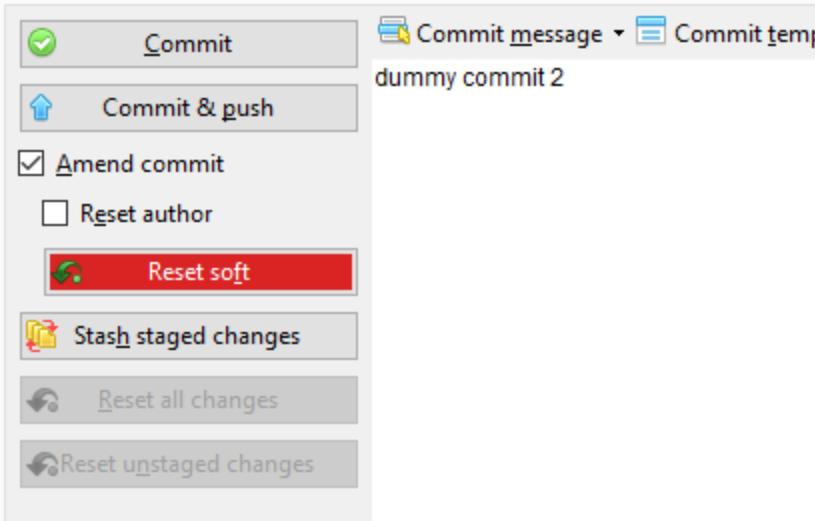 Commit
Commit & push
Amend commit
Reset author
Reset soft
Stash staged changes
Reset all changes
Reset unstaged changes
Commit message
Commit temp
dummy commit 2